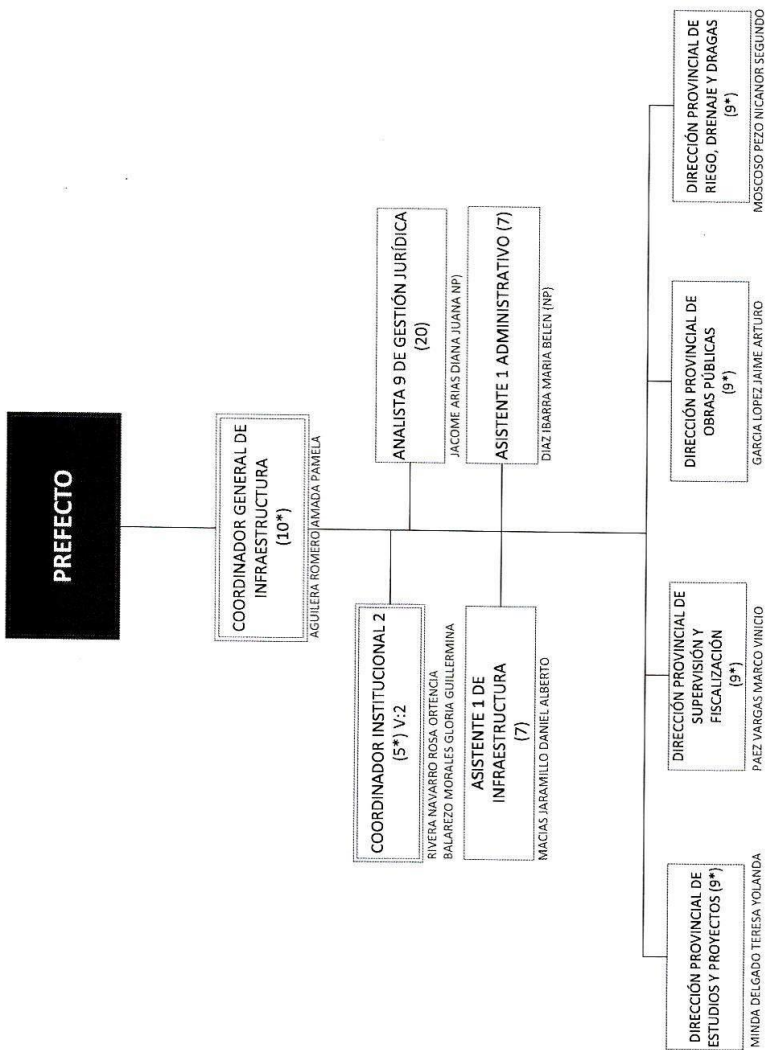 PREFECTO
COORDINADOR GENERAL DE
INFRAESTRUCTURA
(10*)
AGUILERA ROMERO AMADA PAMELA
COORDINADOR INSTITUCIONAL 2
(5*) V:2
RIVERA NAVARRO ROSA ORTENCIA
BALAREZO MORALES GLORIA GUILLERMINA
ANALISTA 9 DE GESTIÓN JURÍDICA
(20)
JACOME ARIAS DIANA JUANA NP)
ASISTENTE 1 DE
INFRAESTRUCTURA
(7)
MACIAS JARAMILLO DANIEL ALBERTO
ASISTENTE 1 ADMINISTRATIVO (7)
DIAZ IBARRA MARIA BELEN (NP)
DIRECCIÓN PROVINCIAL DE
ESTUDIOS Y PROYECTOS (9*)
MINDA DELGADO TERESA YOLANDA
DIRECCIÓN PROVINCIAL DE
SUPERVISIÓN Y
FISCALIZACIÓN
(9*)
PAEZ VARGAS MARCO VINICIO
DIRECCIÓN PROVINCIAL DE
OBRAS PÚBLICAS
(9*)
GARCIA LOPEZ JAIME ARTURO
DIRECCIÓN PROVINCIAL DE
RIEGO, DRENAJE Y DRAGAS
(9*)
MOSCOSO PEZO NICANOR SEGUNDO